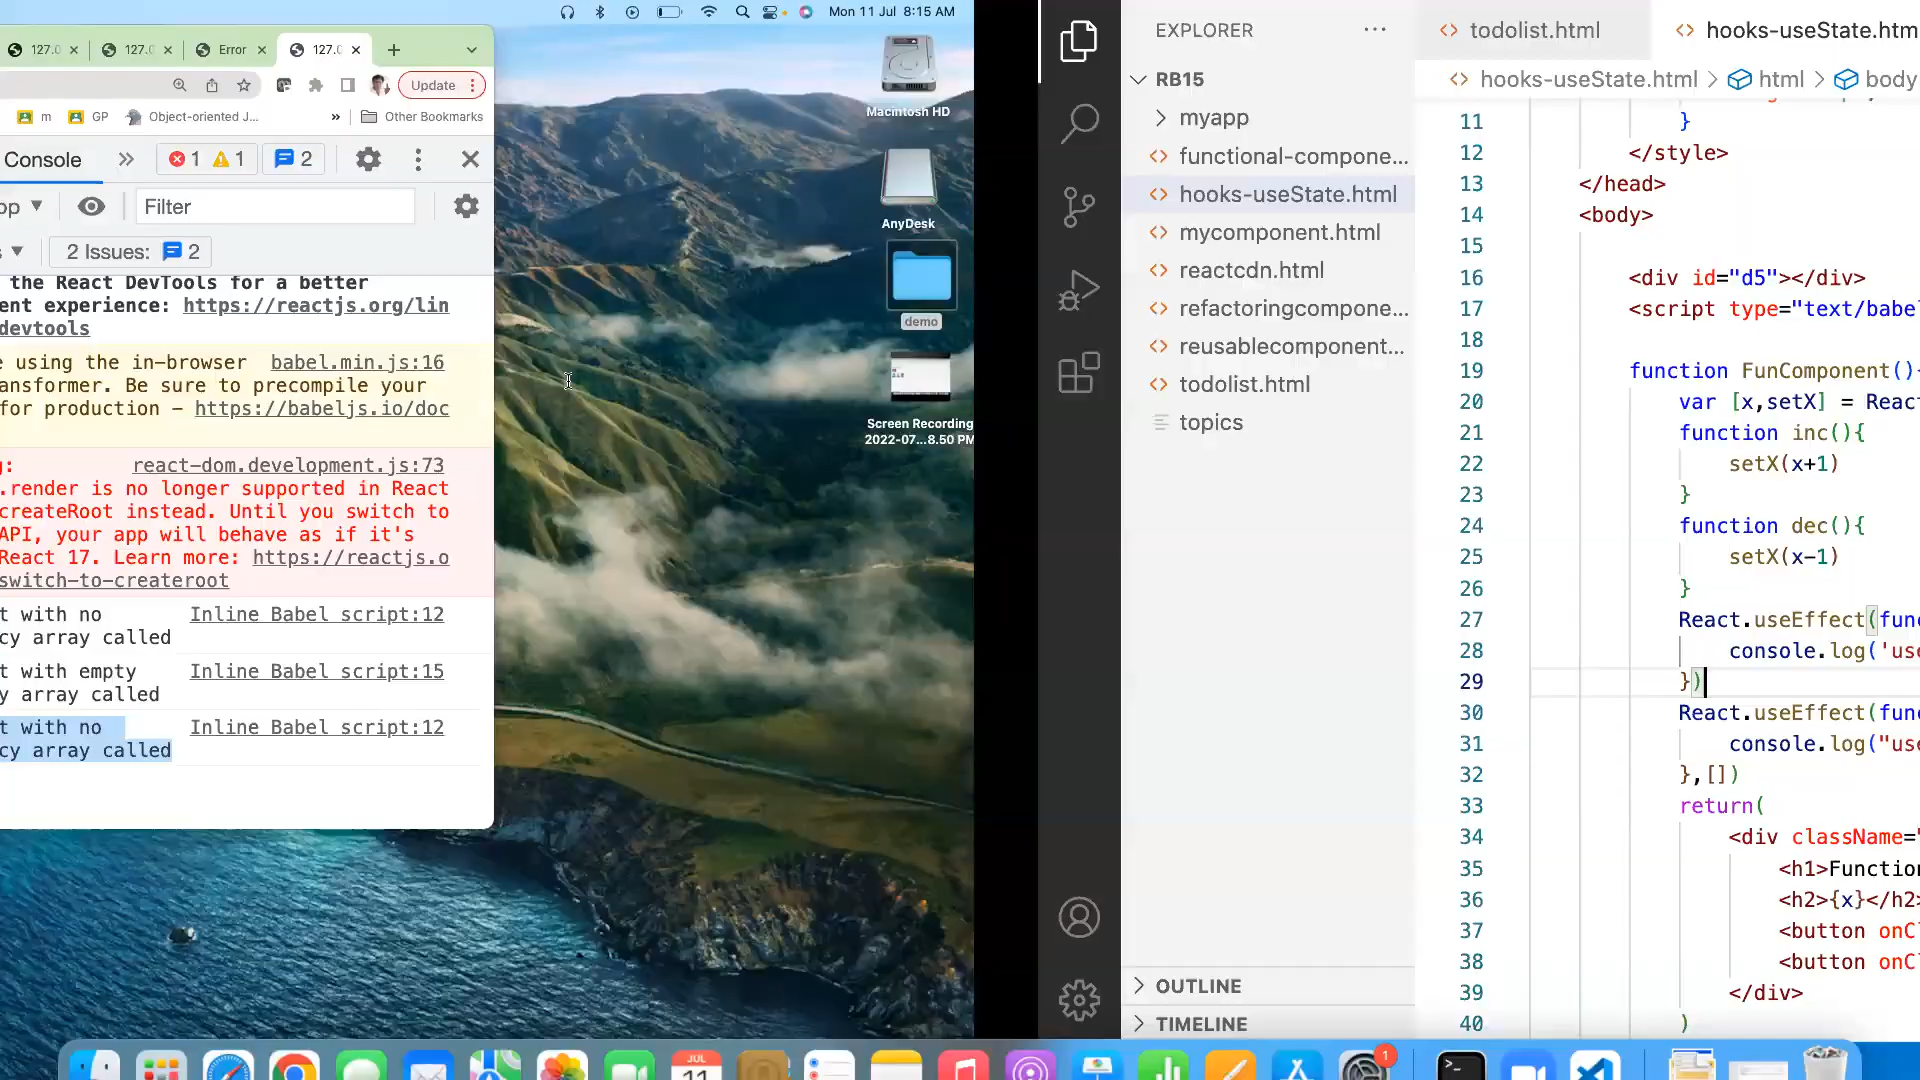 Mon 11 Jul 8:15 AM
127.0
127.0
Error
127.0
Update
m
GP
Object-oriented J...
»
Other Bookmarks
Console
»
1
1
2
op
Filter
2 Issues:
2
the React DevTools for a better
ent experience: https://reactjs.org/lin
devtools
e using the in-browser babel.min.js:16
ansformer. Be sure to precompile your
for production – https://babeljs.io/doc
g: react-dom.development.js:73
.render is no longer supported in React
createRoot instead. Until you switch to
API, your app will behave as if it's
React 17. Learn more: https://reactjs.o
switch-to-createroot
t with no Inline Babel script:12
cy array called
t with empty Inline Babel script:15
y array called
t with no Inline Babel script:12
cy array called
Macintosh HD
AnyDesk
demo
Screen Recording
2022-07...8.50 PM
EXPLORER
RB15
myapp
functional-compone...
hooks-useState.html
mycomponent.html
reactcdn.html
refactoringcompone...
reusablecomponent...
todolist.html
topics
OUTLINE
TIMELINE
todolist.html
hooks-useState.htm
hooks-useState.html > html > body
11 }
12 </style>
13 </head>
14 <body>
15
16 <div id="d5"></div>
17 <script type="text/babe
18
19 function FunComponent(){
20 var [x,setX] = Reac
21 function inc(){
22 setX(x+1)
23 }
24 function dec(){
25 setX(x-1)
26 }
27 React.useEffect(fun
28 console.log('us
29 })
30 React.useEffect(fun
31 console.log("us
32 },[])
33 return(
34 <div className=
35 <h1>Function
36 <h2>{x}</h2>
37 <button onC
38 <button onC
39 </div>
40 )
JUL
11
1